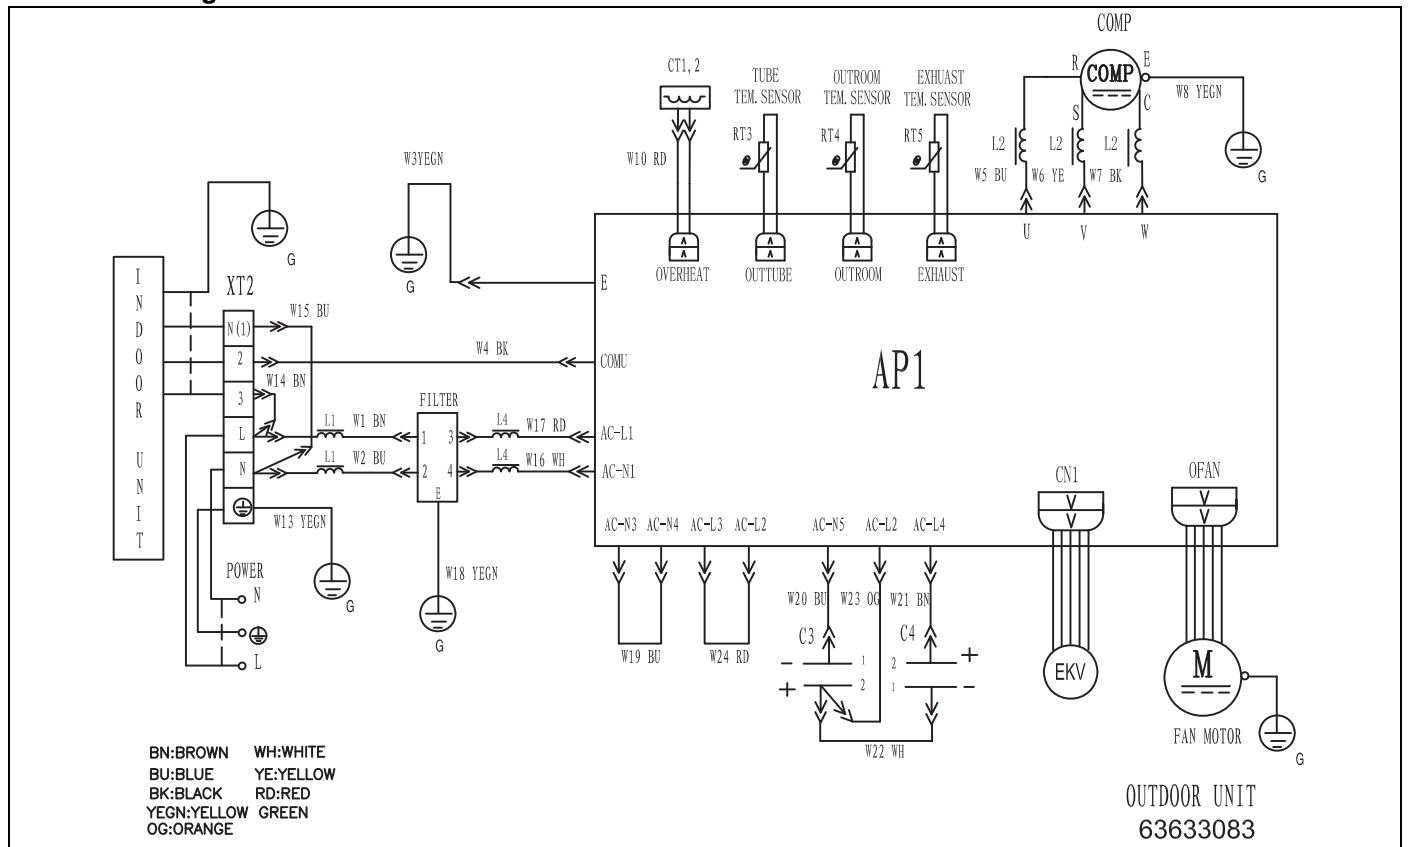 COMP
CT1, 2
TUBE
TEM. SENSOR
OUTROOM
TEM. SENSOR
EXHUAST
TEM. SENSOR
R
COMP
E
W8 YEGN
S
C
RT3
RT4
RT5
L2
L2
L2
W10 RD
W5 BU
W6 YE
W7 BK
G
W3YEGN
U
V
W
OVERHEAT
OUTTUBE
OUTROOM
EXHAUST
G
G
E
INDOOR UNIT
XT2
W15 BU
N(1)
2
W4 BK
COMU
AP1
W14 BN
3
FILTER
L
L1
W1 BN
1
3
L4
W17 RD
AC-L1
N
L1
W2 BU
2
4
L4
W16 WH
AC-N1
E
W13 YEGN
CN1
OFAN
AC-N3
AC-N4
AC-L3
AC-L2
AC-N5
AC-L2
AC-L4
POWER
N
G
W18 YEGN
W20 BU
W23 OG
W21 BN
L
G
W19 BU
W24 RD
C3
C4
-
1
2
+
+
2
1
-
W22 WH
EKV
M
FAN MOTOR
G
BN:BROWN WH:WHITE
BU:BLUE YE:YELLOW
BK:BLACK RD:RED
YEGN:YELLOW GREEN
OG:ORANGE
OUTDOOR UNIT
63633083